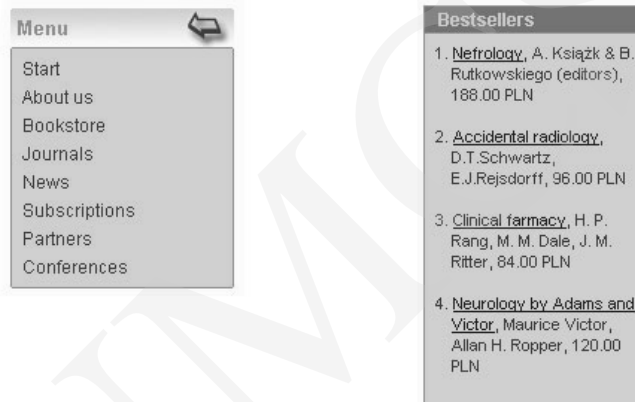 Menu
Start
About us
Bookstore
Journals
News
Subscriptions
Partners
Conferences
Bestsellers
1. Nefrology, A. Książk & B.
Rutkowskiego (editors),
188.00 PLN
2. Accidental radiology,
D.T.Schwartz,
E.J.Rejsdorff, 96.00 PLN
3. Clinical farmacy, H. P.
Rang, M. M. Dale, J. M.
Ritter, 84.00 PLN
4. Neurology by Adams and
Victor, Maurice Victor,
Allan H. Ropper, 120.00
PLN